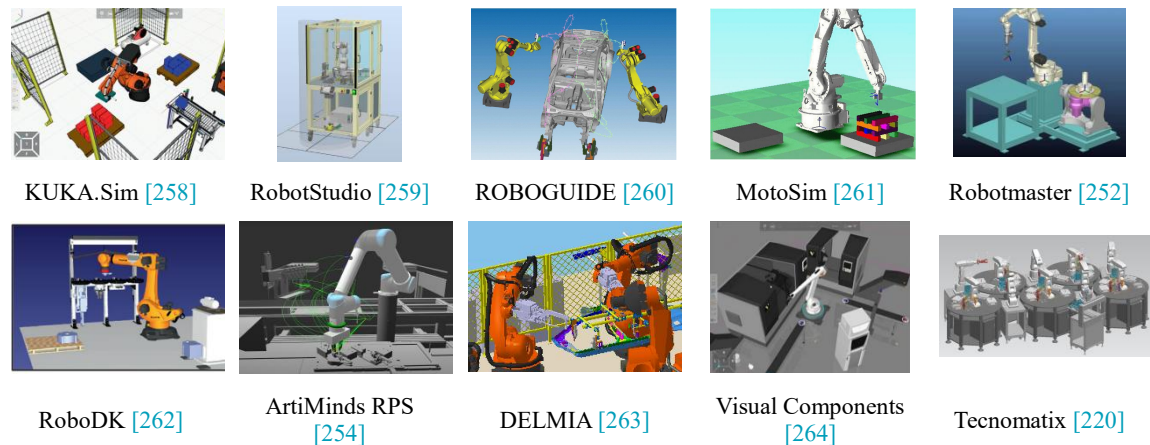 KUKA.Sim [258]
RobotStudio [259]
ROBOGUIDE [260]
MotoSim [261]
Robotmaster [252]
RoboDK [262]
ArtiMinds RPS
[254]
DELMIA [263]
Visual Components
[264]
Tecnomatix [220]